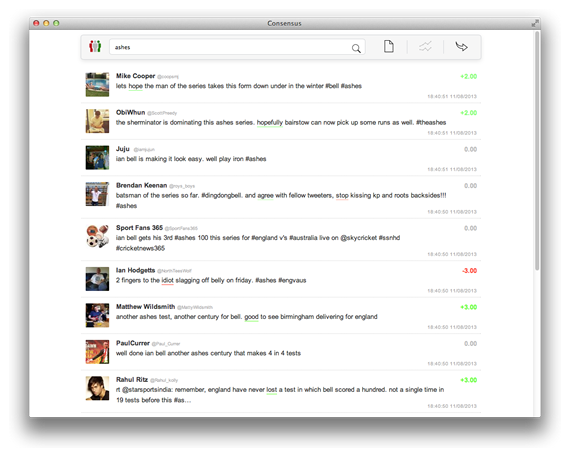 Consensus
ashes
Mike Cooper
+2.00
lets hope the man of the series takes this form down under in the winter #bell #ashes
18:40:51 11/08/2013
ObiWhun
+2.00
the sherminator is dominating this ashes series. hopefully bairstow can now pick up some runs as well. #theashes
18:40:51 11/08/2013
Juju
0.00
ian bell is making it look easy. well play iron #ashes
18:40:51 11/08/2013
Brendan Keenan @roys_boys
0.00
batsman of the series so far. #dingdongbell. and agree with fellow tweeters, stop kissing kp and roots backsides!!!
#ashes
18:40:50 11/08/2013
Sport Fans 365 @SportFans365
0.00
ian bell gets his 3rd #ashes 100 this series for #england v's #australia live on @skycricket #ssnhd
#cricketnews365
18:40:50 11/08/2013
Ian Hodgetts @NorthTeesWolf
-3.00
2 fingers to the idiot slagging off belly on friday. #ashes #engvaus
18:40:50 11/08/2013
Matthew Wildsmith
+3.00
another ashes test, another century for bell. good to see birmingham delivering for england
18:40:50 11/08/2013
PaulCurrer @Paul_Currer
0.00
well done ian bell another ashes century that makes 4 in 4 tests
18:40:50 11/08/2013
Rahul Ritz
+3.00
rt @starsportsindia: remember, england have never lost a test in which bell scored a hundred. not a single time in
19 tests before this #as...
18:40:50 11/08/2013